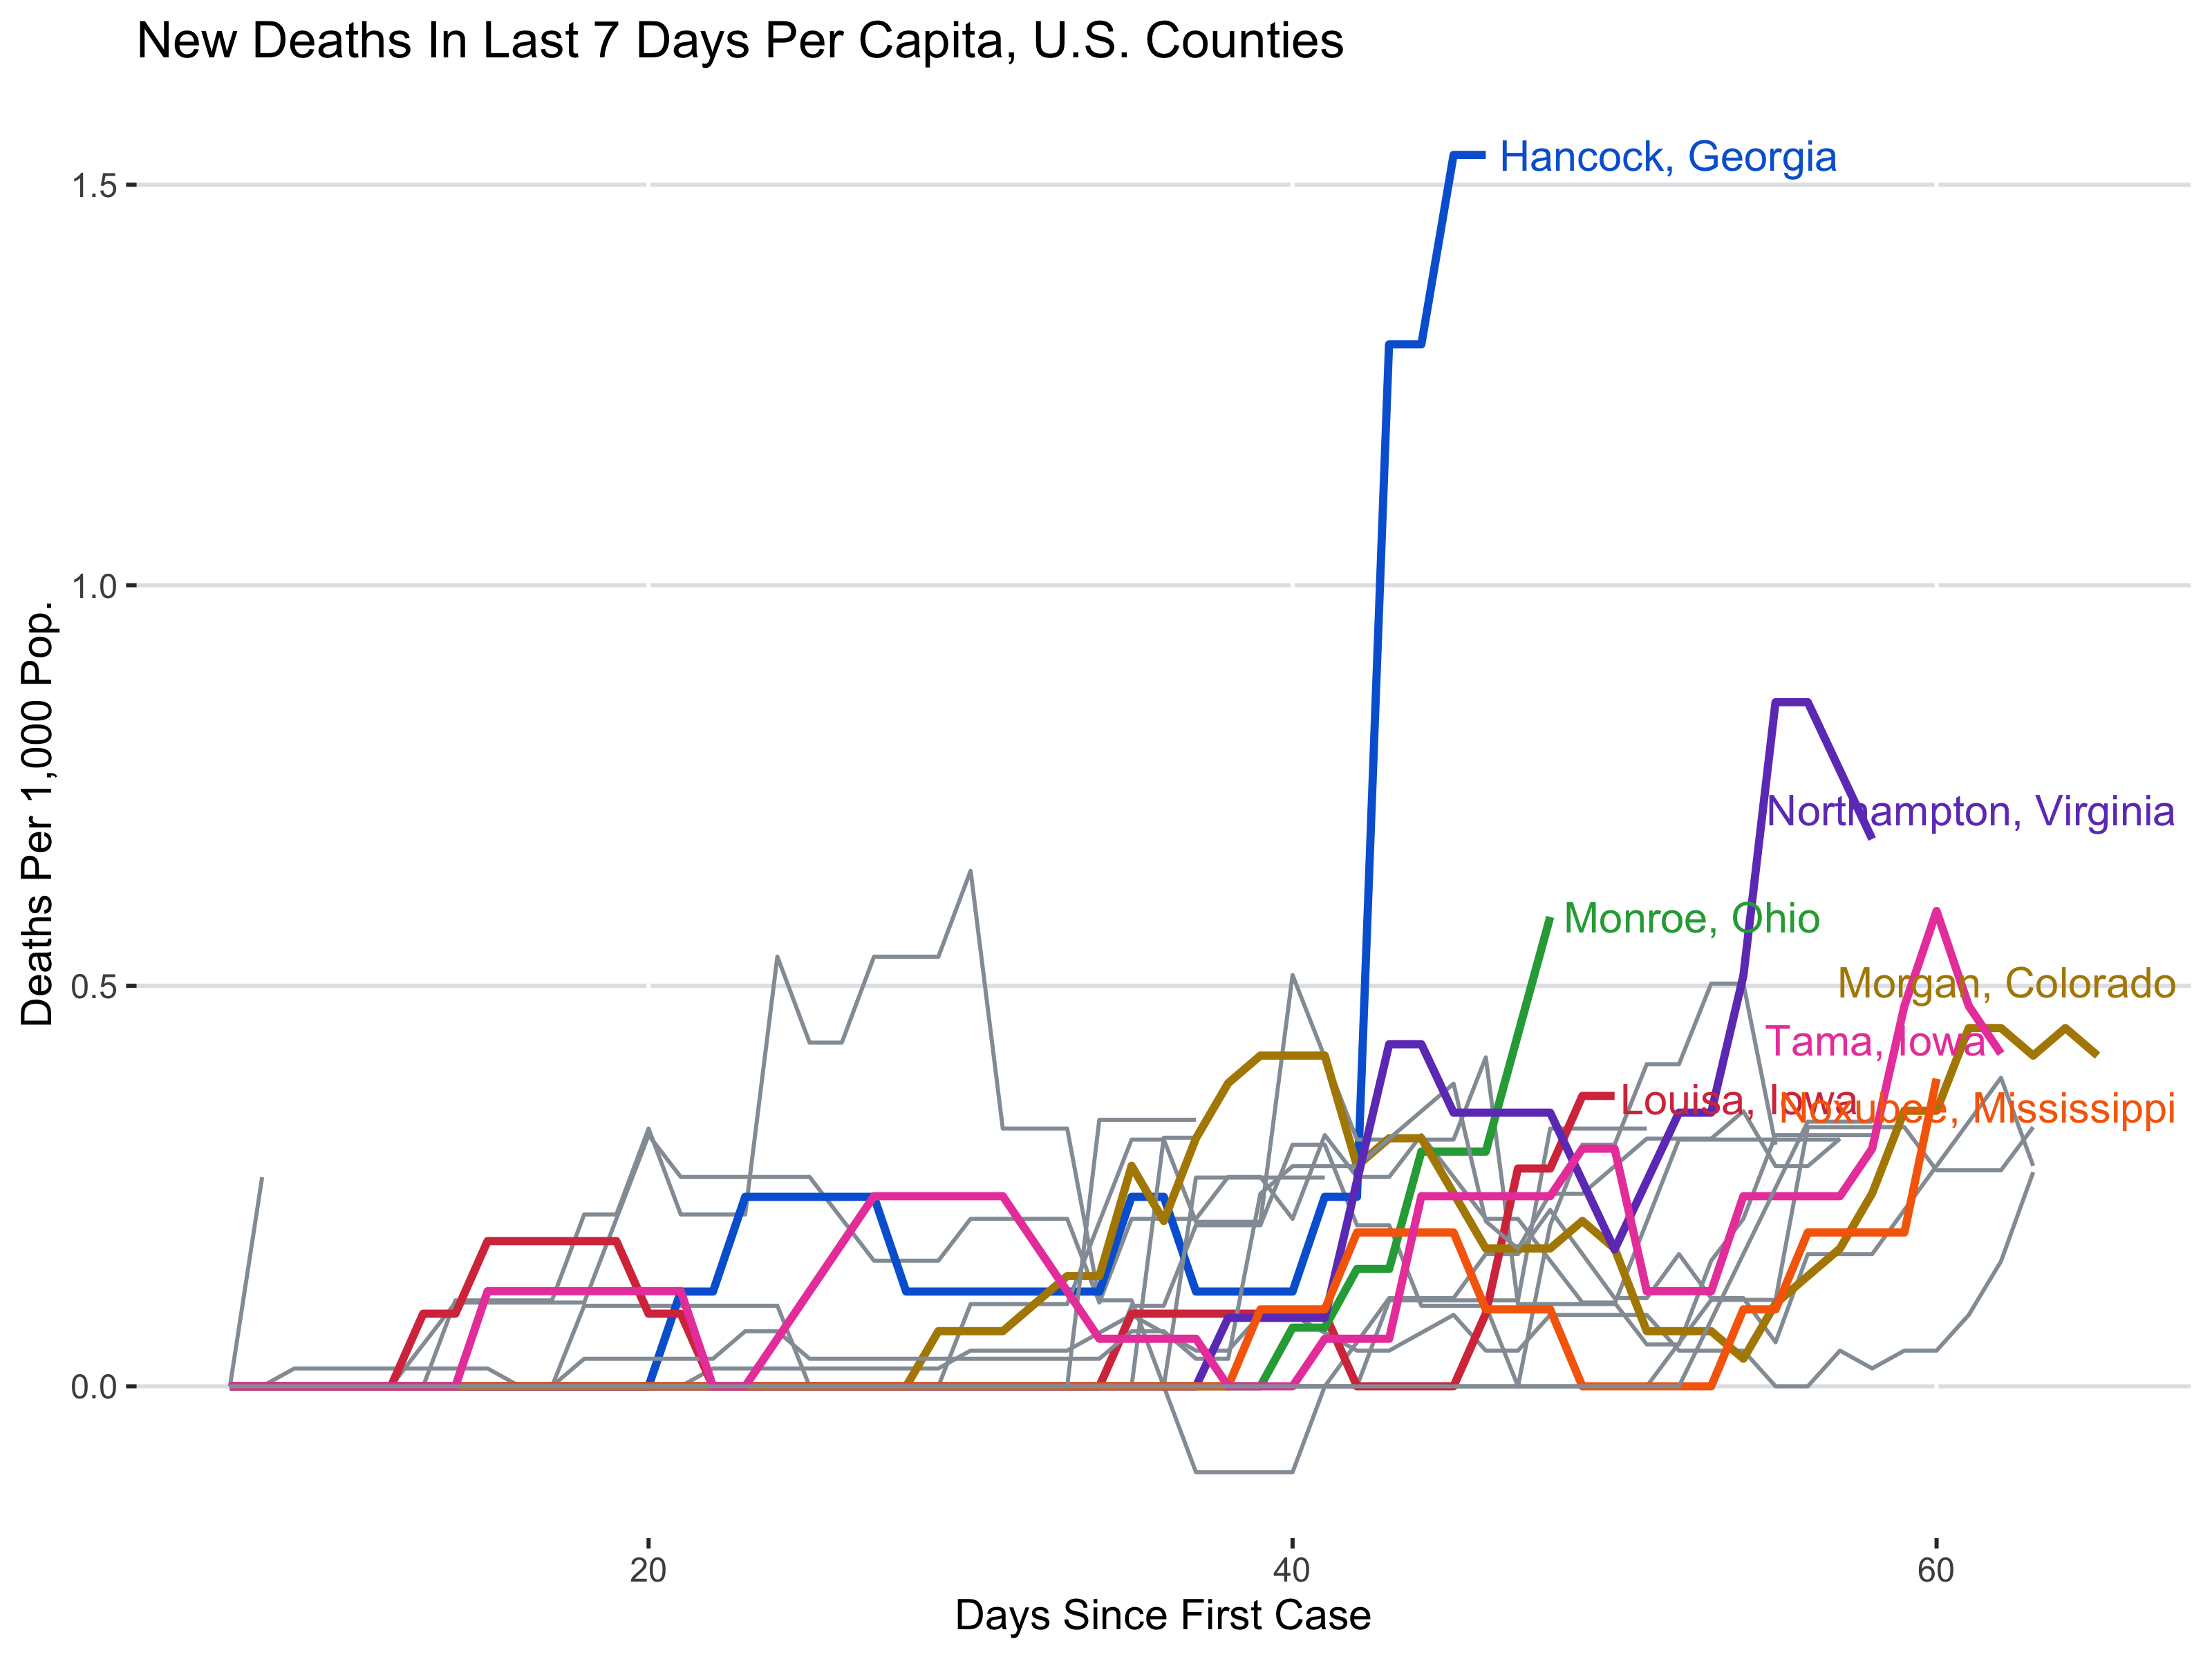 New Deaths In Last 7 Days Per Capita, U.S. Counties
Deaths Per 1,000 Pop.
1.5
1.0
0.5
0.0
Hancock, Georgia
Northampton, Virginia
Monroe, Ohio
Morgan, Colorado
Tama, Iowa
Louisa, Iowa
Noxubee, Mississippi
20
40
60
Days Since First Case